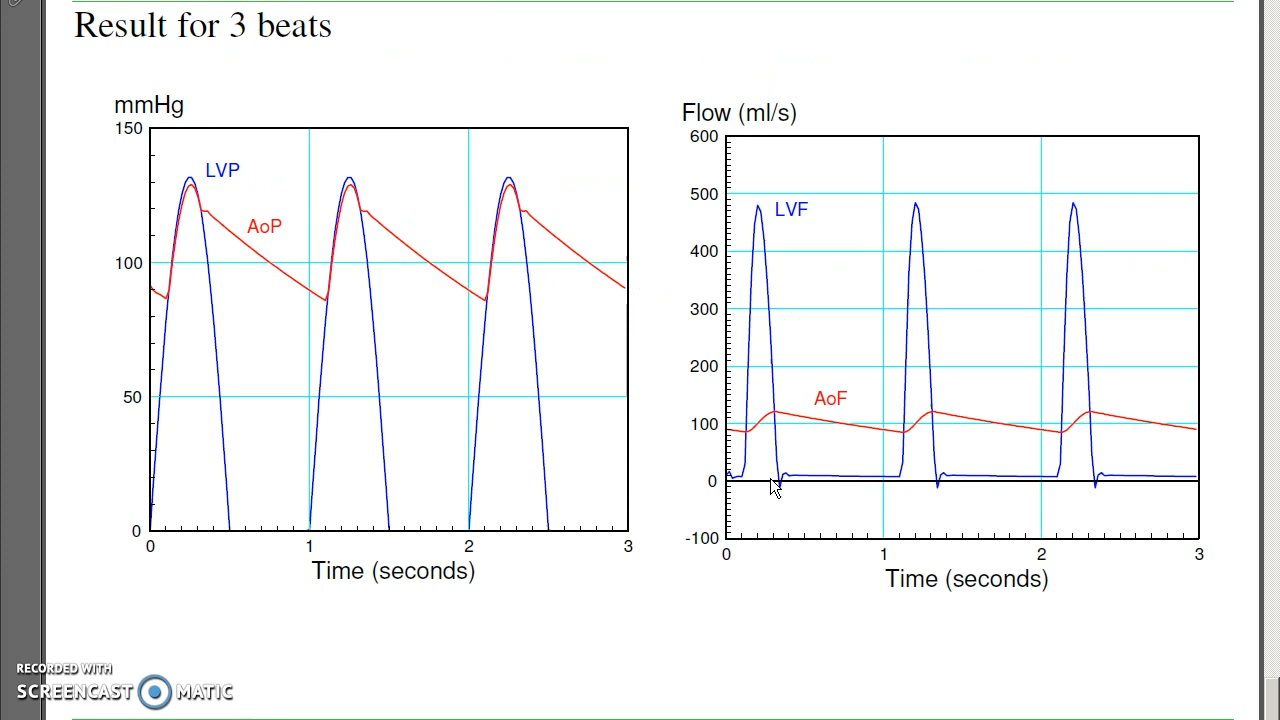 Result for 3 beats
mmHg
150
100
50
0
LVP
AoP
0 1 2 3
Time (seconds)
Flow (ml/s)
600
500
400
300
200
100
0
-100
LVF
AoF
0 1 2 3
Time (seconds)
RECORDED WITH
SCREENCAST MATIC